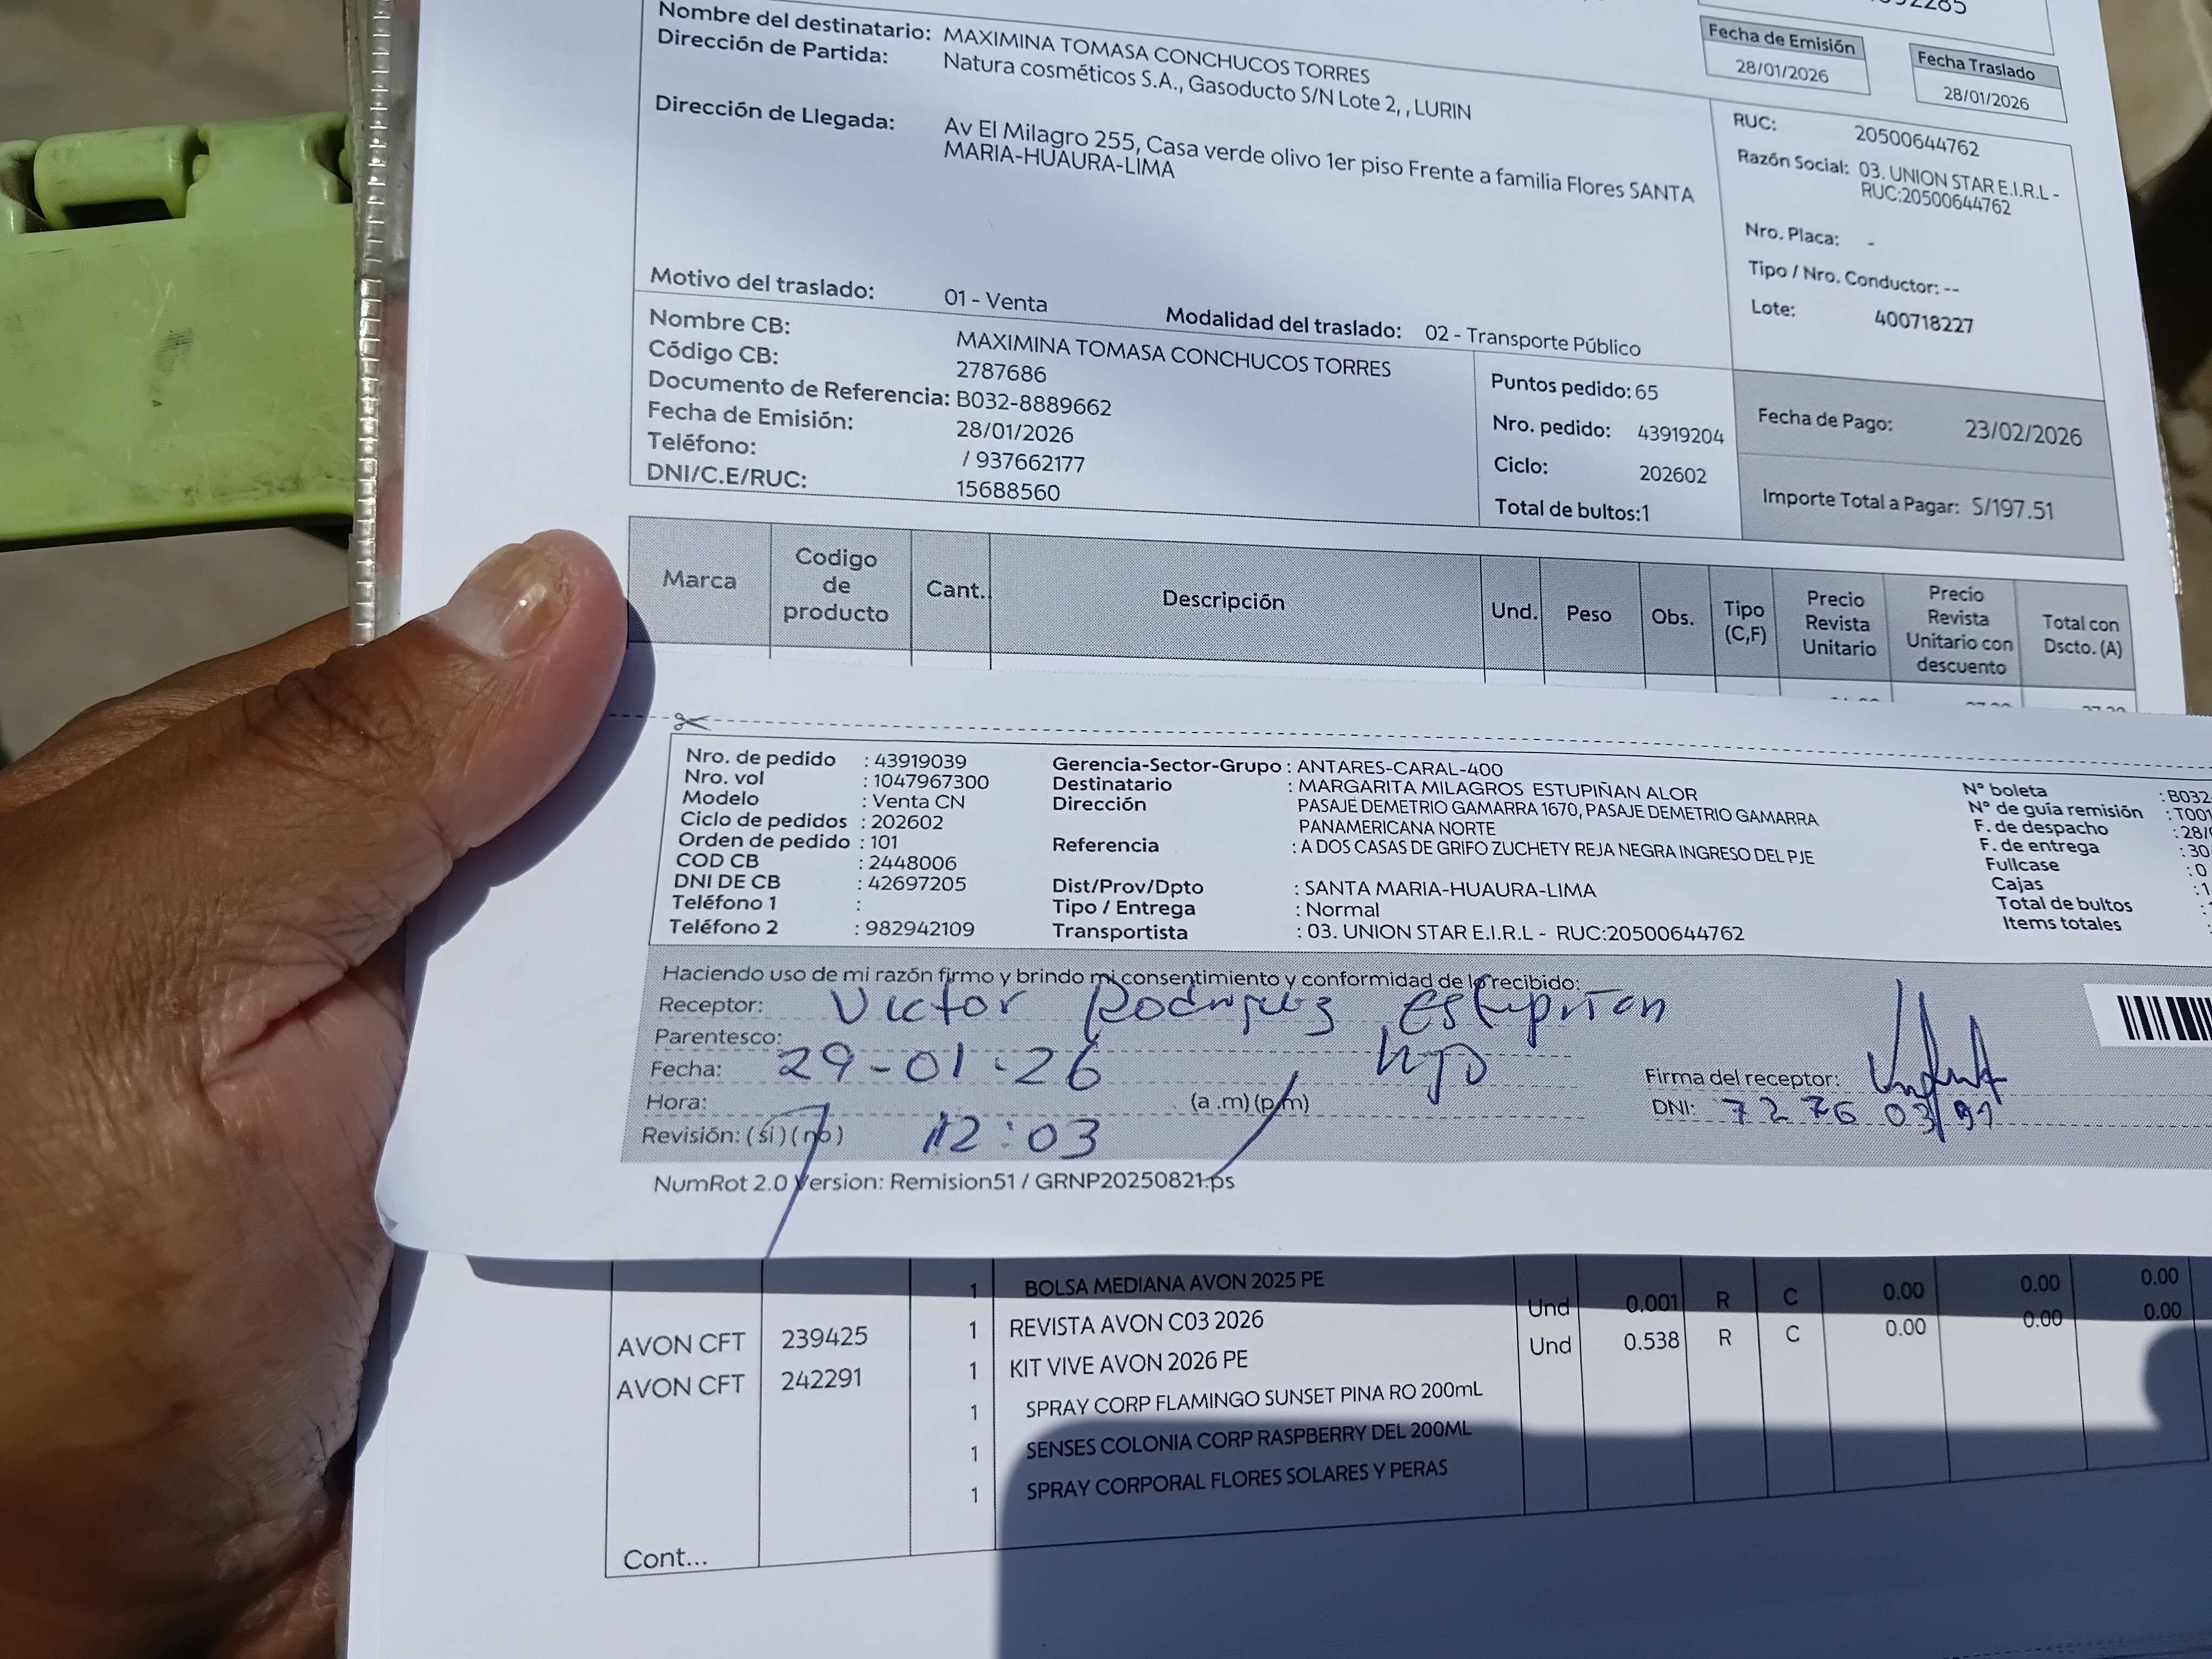 Nombre del destinatario: MAXIMINA TOMASA CONCHUCOS TORRES
Dirección de Partida: Natura cosméticos S.A., Gasoducto S/N Lote 2, , LURIN
Dirección de Llegada: Av El Milagro 255, Casa verde olivo 1er piso Frente a familia Flores SANTA
MARIA-HUAURA-LIMA
Motivo del traslado: 01 - Venta Modalidad del traslado: 02 - Transporte Público
Fecha de Emisión
28/01/2026
Fecha Traslado
28/01/2026
RUC: 20500644762
Razón Social: 03. UNION STAR E.I.R.L -
RUC:20500644762
Nro. Placa: -
Tipo / Nro. Conductor: --
Lote: 400718227
Nombre CB: MAXIMINA TOMASA CONCHUCOS TORRES
Código CB: 2787686
Documento de Referencia: B032-8889662
Fecha de Emisión: 28/01/2026
Teléfono: / 937662177
DNI/C.E/RUC: 15688560
Puntos pedido: 65
Nro. pedido: 43919204
Ciclo: 202602
Total de bultos:1
Fecha de Pago: 23/02/2026
Importe Total a Pagar: S/197.51
Marca Codigo de producto Cant. Descripción Und. Peso Obs. Tipo (C,F) Precio Revista Unitario Precio Revista Unitario con descuento Total con Dscto. (A)
Nro. de pedido : 43919039
Nro. vol : 1047967300
Modelo : Venta CN
Ciclo de pedidos : 202602
Orden de pedido : 101
COD CB : 2448006
DNI DE CB : 42697205
Teléfono 1 :
Teléfono 2 : 982942109
Gerencia-Sector-Grupo : ANTARES-CARAL-400
Destinatario : MARGARITA MILAGROS ESTUPIÑAN ALOR
Dirección PASAJE DEMETRIO GAMARRA 1670, PASAJE DEMETRIO GAMARRA
PANAMERICANA NORTE
Referencia : A DOS CASAS DE GRIFO ZUCHETY REJA NEGRA INGRESO DEL PJE
Dist/Prov/Dpto : SANTA MARIA-HUAURA-LIMA
Tipo / Entrega : Normal
Transportista : 03. UNION STAR E.I.R.L - RUC:20500644762
N° boleta : B032
N° de guía remisión : T001
F. de despacho : 28/
F. de entrega : 30
Fullcase : 0
Cajas : 1
Total de bultos :
Items totales :
Haciendo uso de mi razón firmo y brindo mi consentimiento y conformidad de lo recibido:
Receptor: Victor Rodriguez Estupiñan
Parentesco: hijo
Fecha: 29-01-26
Hora: 12:03 (a .m) (p/m)
Revisión: (si) (no)
Firma del receptor:
DNI:
NumRot 2.0 Version: Remision51 / GRNP20250821.ps
1 BOLSA MEDIANA AVON 2025 PE Und 0.001 R C 0.00 0.00 0.00
AVON CFT 239425 1 REVISTA AVON C03 2026 Und 0.538 R C 0.00 0.00 0.00
AVON CFT 242291 1 KIT VIVE AVON 2026 PE
1 SPRAY CORP FLAMINGO SUNSET PINA RO 200mL
1 SENSES COLONIA CORP RASPBERRY DEL 200ML
1 SPRAY CORPORAL FLORES SOLARES Y PERAS
Cont...